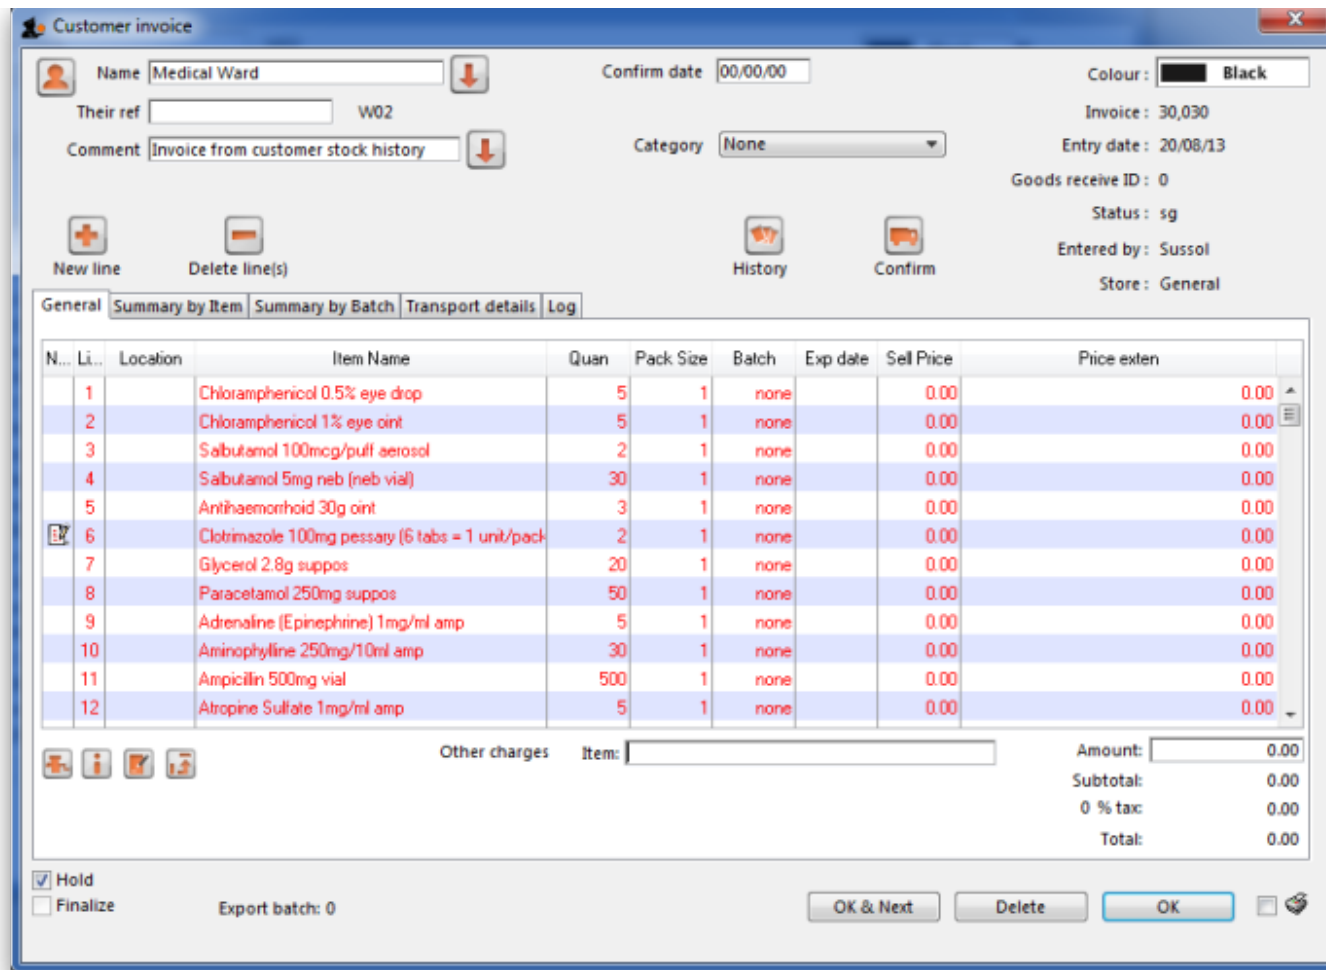 Customer invoice
Name Medical Ward Confirm date 00/00/00 Colour: Black
Their ref W02 Invoice: 30,030
Comment Invoice from customer stock history Category None Entry date: 20/08/13
Goods receive ID: 0
Status: sg
Entered by: Sussol
Store: General
New line Delete line(s) History Confirm
General Summary by Item Summary by Batch Transport details Log
N... Li... Location Item Name Quan Pack Size Batch Exp date Sell Price Price exten
1 Chloramphenicol 0.5% eye drop 5 1 none 0.00 0.00
2 Chloramphenicol 1% eye oint 5 1 none 0.00 0.00
3 Salbutamol 100mcg/puff aerosol 2 1 none 0.00 0.00
4 Salbutamol 5mg neb (neb vial) 30 1 none 0.00 0.00
5 Antihaemorrhoid 30g oint 3 1 none 0.00 0.00
6 Clotrimazole 100mg pessary (6 tabs = 1 unit/pack 2 1 none 0.00 0.00
7 Glycerol 2.8g suppos 20 1 none 0.00 0.00
8 Paracetamol 250mg suppos 50 1 none 0.00 0.00
9 Adrenaline (Epinephrine) 1mg/ml amp 5 1 none 0.00 0.00
10 Aminophylline 250mg/10ml amp 30 1 none 0.00 0.00
11 Ampicillin 500mg vial 500 1 none 0.00 0.00
12 Atropine Sulfate 1mg/ml amp 5 1 none 0.00 0.00
Other charges Item: Amount: 0.00
Subtotal: 0.00
0 % tax: 0.00
Total: 0.00
Hold
Finalize Export batch: 0 OK & Next Delete OK